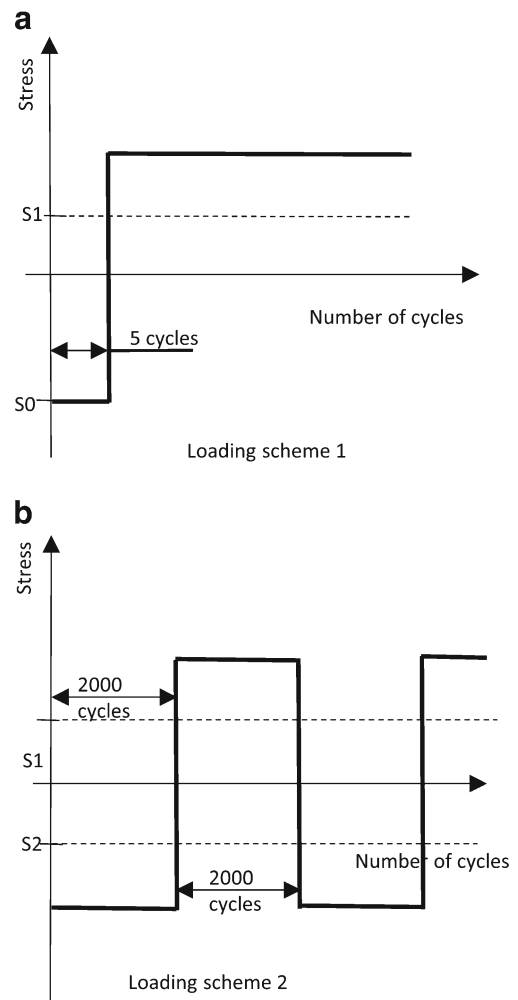 a
Stress
S1
Number of cycles
5 cycles
S0
Loading scheme 1
b
Stress
2000
cycles
S1
S2
Number of cycles
2000
cycles
Loading scheme 2